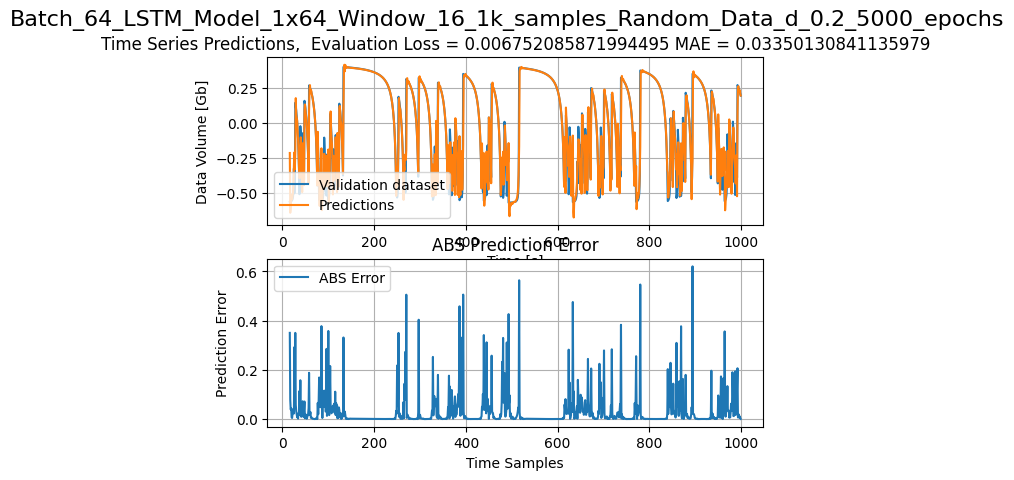 Batch_64_LSTM_Model_1x64_Window_16_1k_samples_Random_Data_d_0.2_5000_epochs
Time Series Predictions,  Evaluation Loss = 0.006752085871994495 MAE = 0.03350130841135979
Data Volume [Gb]
0.25
0.00
−0.25
−0.50
Validation dataset
Predictions
0 200 400 600 800 1000
Time [s]
ABS Prediction Error
Prediction Error
0.6
0.4
0.2
0.0
ABS Error
0 200 400 600 800 1000
Time Samples